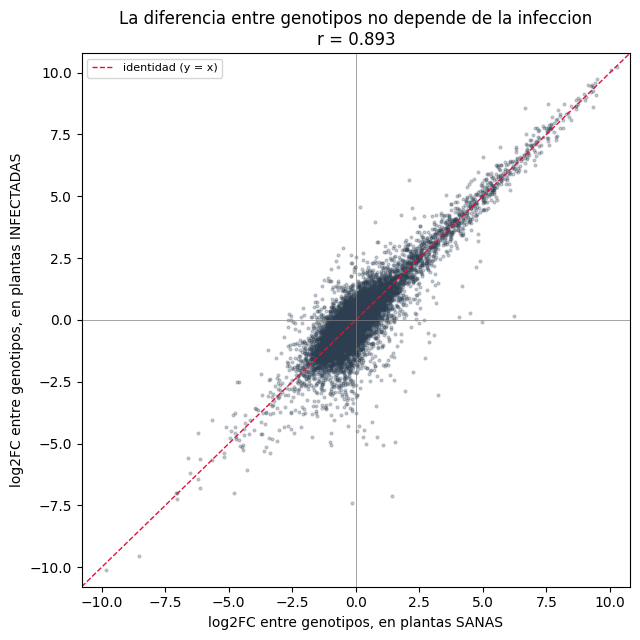 La diferencia entre genotipos no depende de la infeccion
r = 0.893
identidad (y = x)
10.0
7.5
5.0
2.5
0.0
−2.5
−5.0
−7.5
−10.0
log2FC entre genotipos, en plantas INFECTADAS
−10.0 −7.5 −5.0 −2.5 0.0 2.5 5.0 7.5 10.0
log2FC entre genotipos, en plantas SANAS